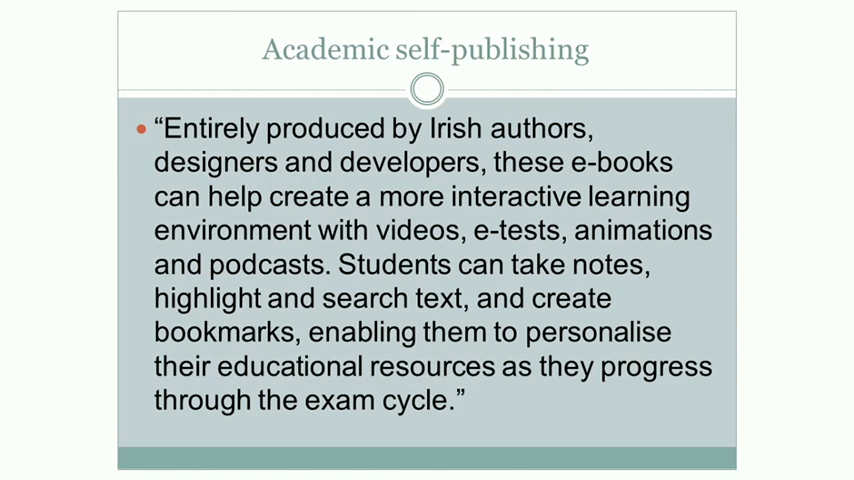 Academic self-publishing
• “Entirely produced by Irish authors,
designers and developers, these e-books
can help create a more interactive learning
environment with videos, e-tests, animations
and podcasts. Students can take notes,
highlight and search text, and create
bookmarks, enabling them to personalise
their educational resources as they progress
through the exam cycle.”